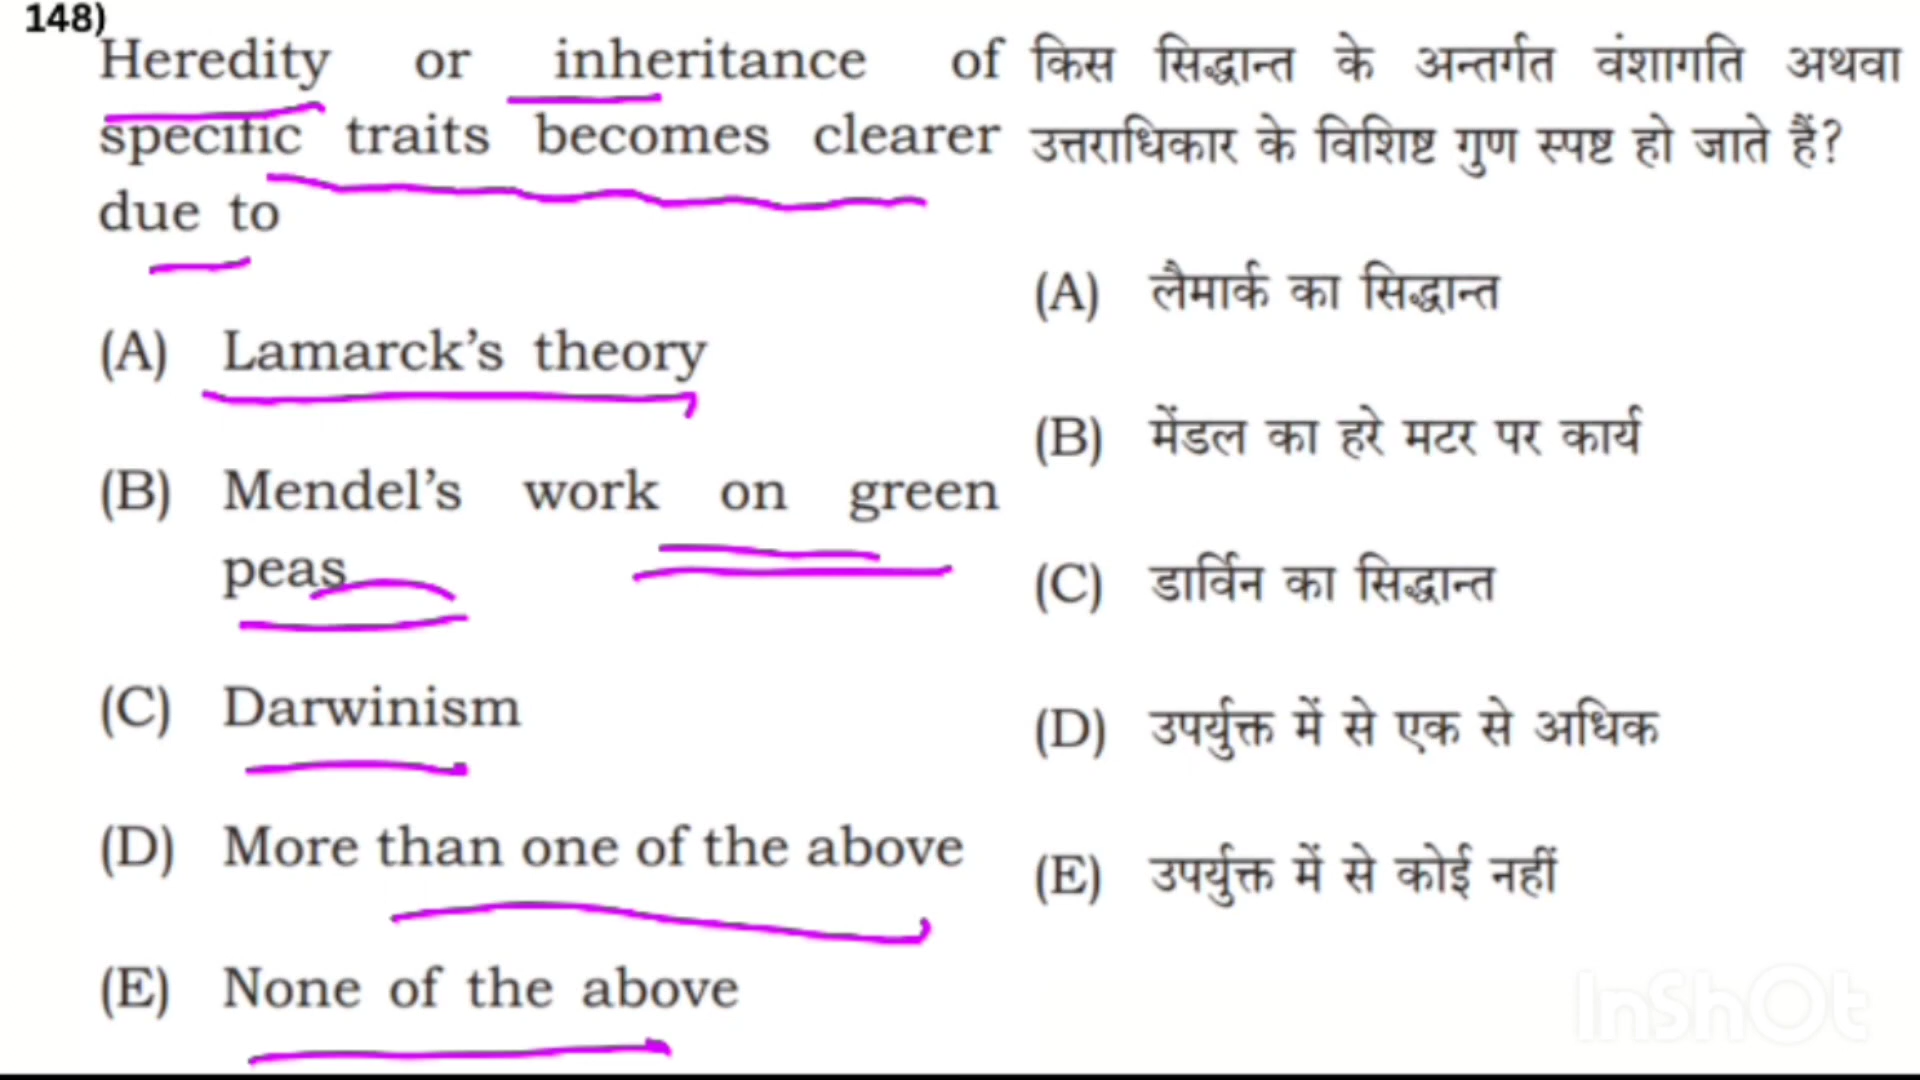 148)
Heredity or inheritance of
specific traits becomes clearer
due to
(A) Lamarck's theory
(B) Mendel's work on green
peas
(C) Darwinism
(D) More than one of the above
(E) None of the above
किस सिद्धान्त के अन्तर्गत वंशागति अथवा
उत्तराधिकार के विशिष्ट गुण स्पष्ट हो जाते हैं?
(A) लैमार्क का सिद्धान्त
(B) मेंडल का हरे मटर पर कार्य
(C) डार्विन का सिद्धान्त
(D) उपर्युक्त में से एक से अधिक
(E) उपर्युक्त में से कोई नहीं
InShOt